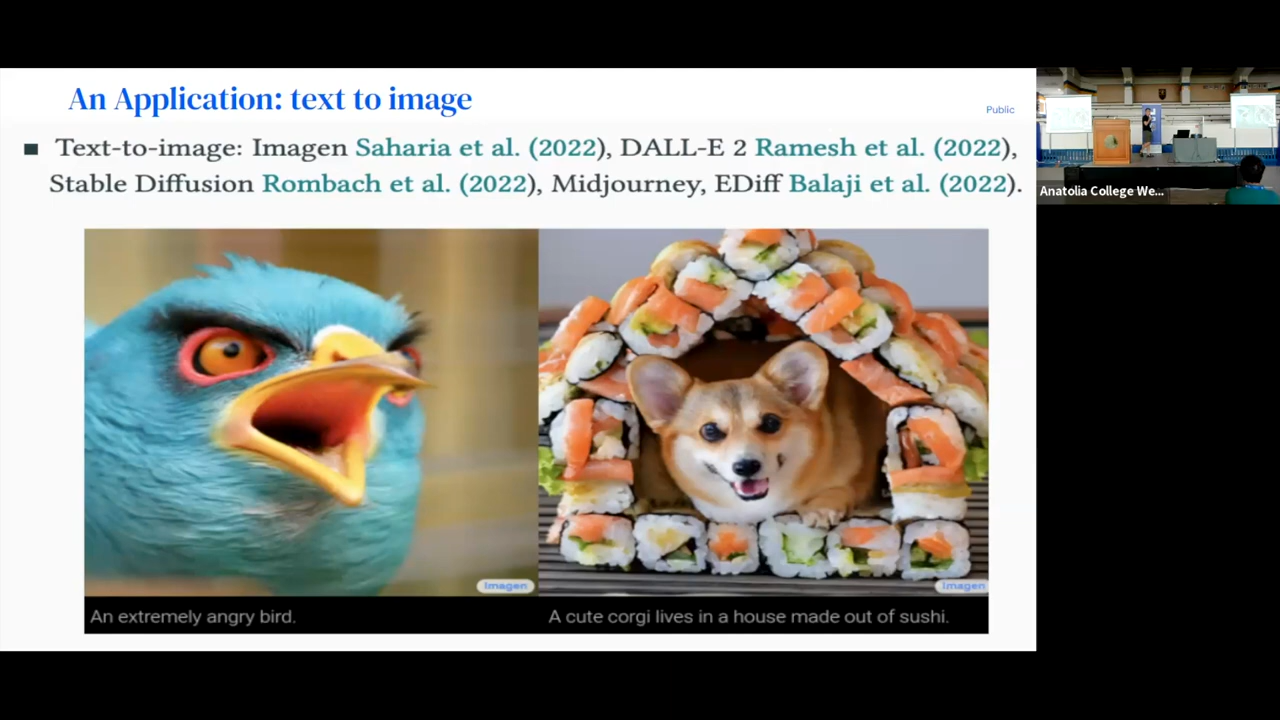 An Application: text to image
Public
Text-to-image: Imagen Saharia et al. (2022), DALL-E 2 Ramesh et al. (2022),
Stable Diffusion Rombach et al. (2022), Midjourney, EDiff Balaji et al. (2022).
Imagen
Imagen
An extremely angry bird.
A cute corgi lives in a house made out of sushi.
Anatolia College We...